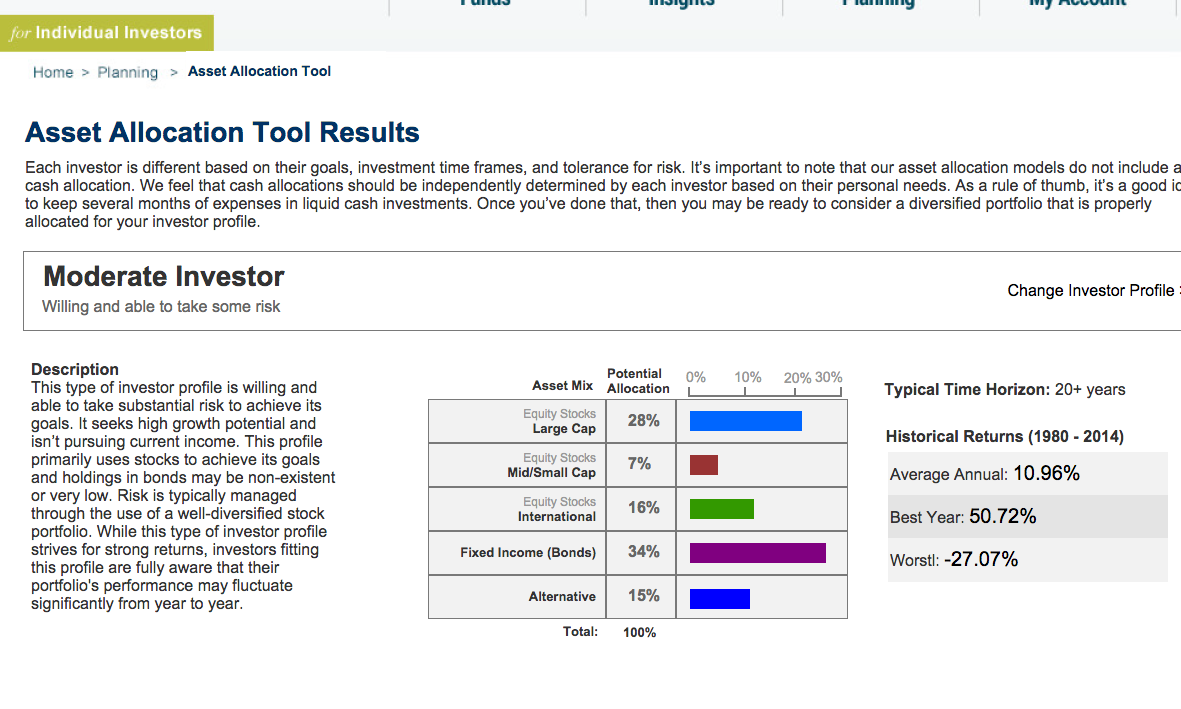 Funds Insights Planning My Account
for Individual Investors
Home > Planning > Asset Allocation Tool
Asset Allocation Tool Results
Each investor is different based on their goals, investment time frames, and tolerance for risk. It's important to note that our asset allocation models do not include a
cash allocation. We feel that cash allocations should be independently determined by each investor based on their personal needs. As a rule of thumb, it's a good
to keep several months of expenses in liquid cash investments. Once you've done that, then you may be ready to consider a diversified portfolio that is properly
allocated for your investor profile.
Moderate Investor
Willing and able to take some risk
Change Investor Profile
Description
This type of investor profile is willing and
able to take substantial risk to achieve its
goals. It seeks high growth potential and
isn't pursuing current income. This profile
primarily uses stocks to achieve its goals
and holdings in bonds may be non-existent
or very low. Risk is typically managed
through the use of a well-diversified stock
portfolio. While this type of investor profile
strives for strong returns, investors fitting
this profile are fully aware that their
portfolio's performance may fluctuate
significantly from year to year.
Asset Mix
Potential
Allocation
0% 10% 20% 30%
Equity Stocks
Large Cap
28%
Equity Stocks
Mid/Small Cap
7%
Equity Stocks
International
16%
Fixed Income (Bonds)
34%
Alternative
15%
Total: 100%
Typical Time Horizon: 20+ years
Historical Returns (1980 - 2014)
Average Annual: 10.96%
Best Year: 50.72%
Worstl: -27.07%